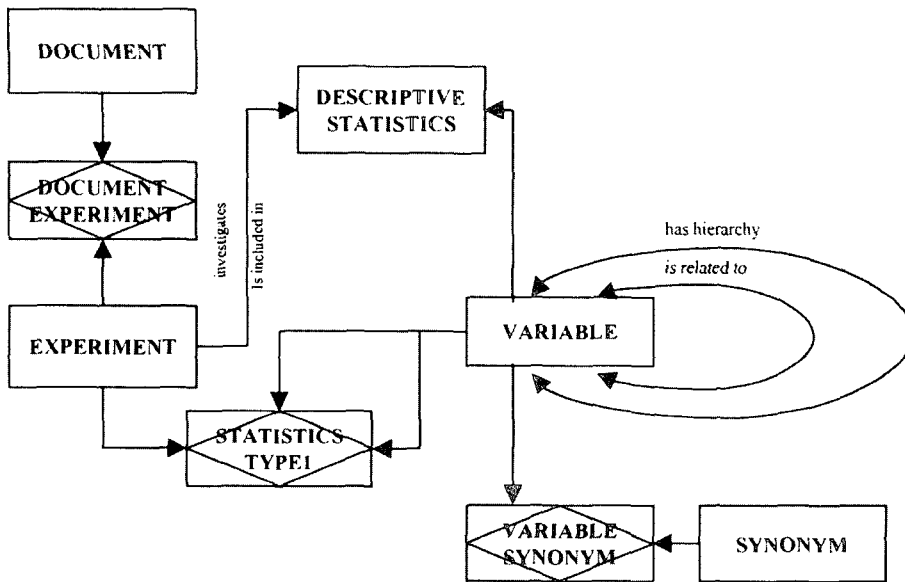 DOCUMENT
DESCRIPTIVE
STATISTICS
DOCUMENT
EXPERIMENT
investigates
Is included in
has hierarchy
is related to
EXPERIMENT
VARIABLE
STATISTICS
TYPE1
VARIABLE
SYNONYM
SYNONYM